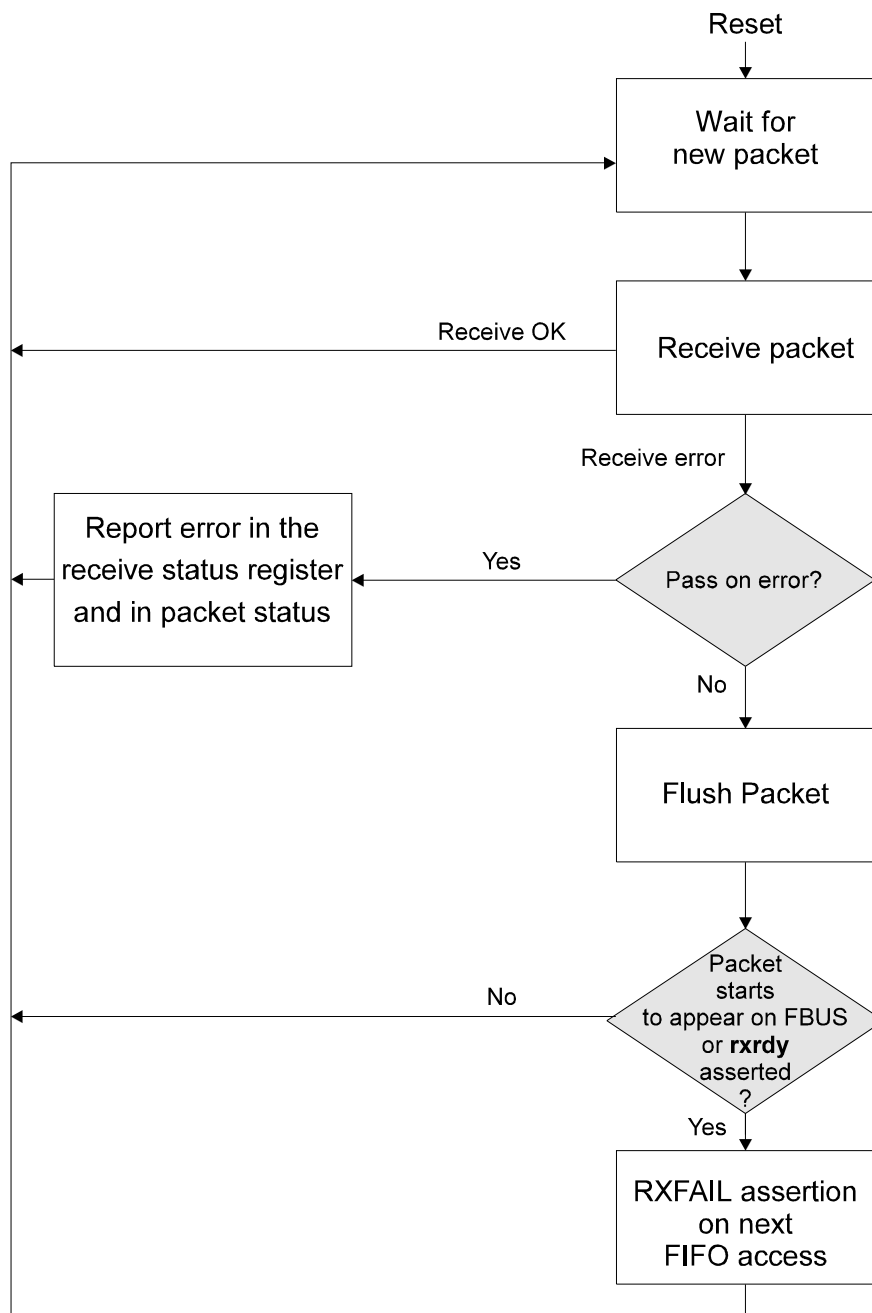 Reset
Wait for
new packet
Receive OK
Receive packet
Receive error
Report error in the
receive status register
and in packet status
Yes
Pass on error?
No
Flush Packet
No
Packet
starts
to appear on FBUS
or rxrdy
asserted
?
Yes
RXFAIL assertion
on next
FIFO access